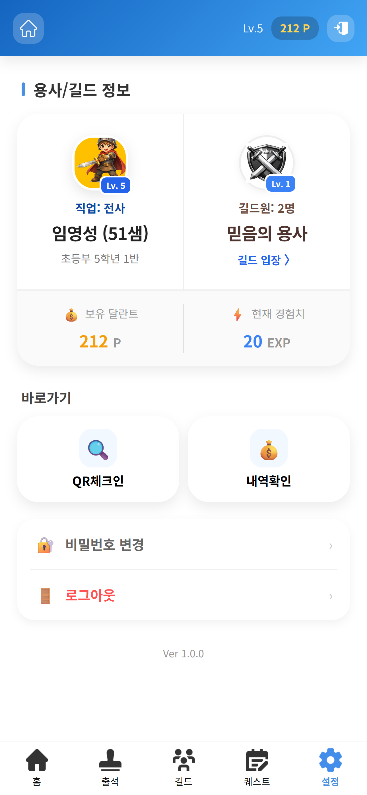 Lv.5 212 P
용사/길드 정보
Lv. 5
직업: 전사
임영성 (51샘)
초등부 5학년 1반
Lv. 1
길드원: 2명
믿음의 용사
길드 입장 〉
보유 달란트
212 P
현재 경험치
20 EXP
바로가기
QR체크인
내역확인
비밀번호 변경
로그아웃
Ver 1.0.0
홈
출석
길드
퀘스트
설정